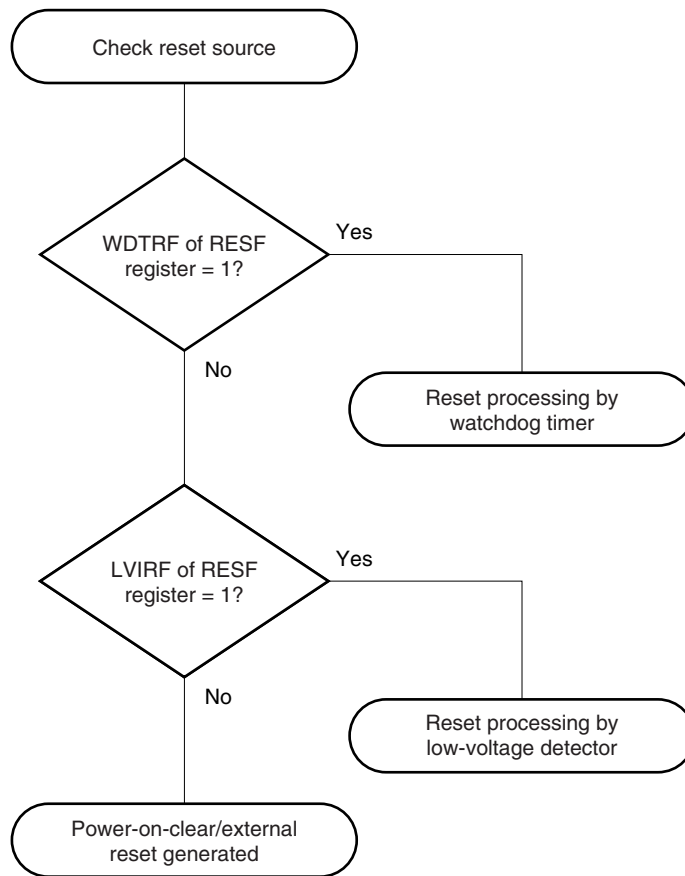 Check reset source
WDTRF of RESF
register = 1?
Yes
No
Reset processing by
watchdog timer
LVIRF of RESF
register = 1?
Yes
No
Reset processing by
low-voltage detector
Power-on-clear/external
reset generated